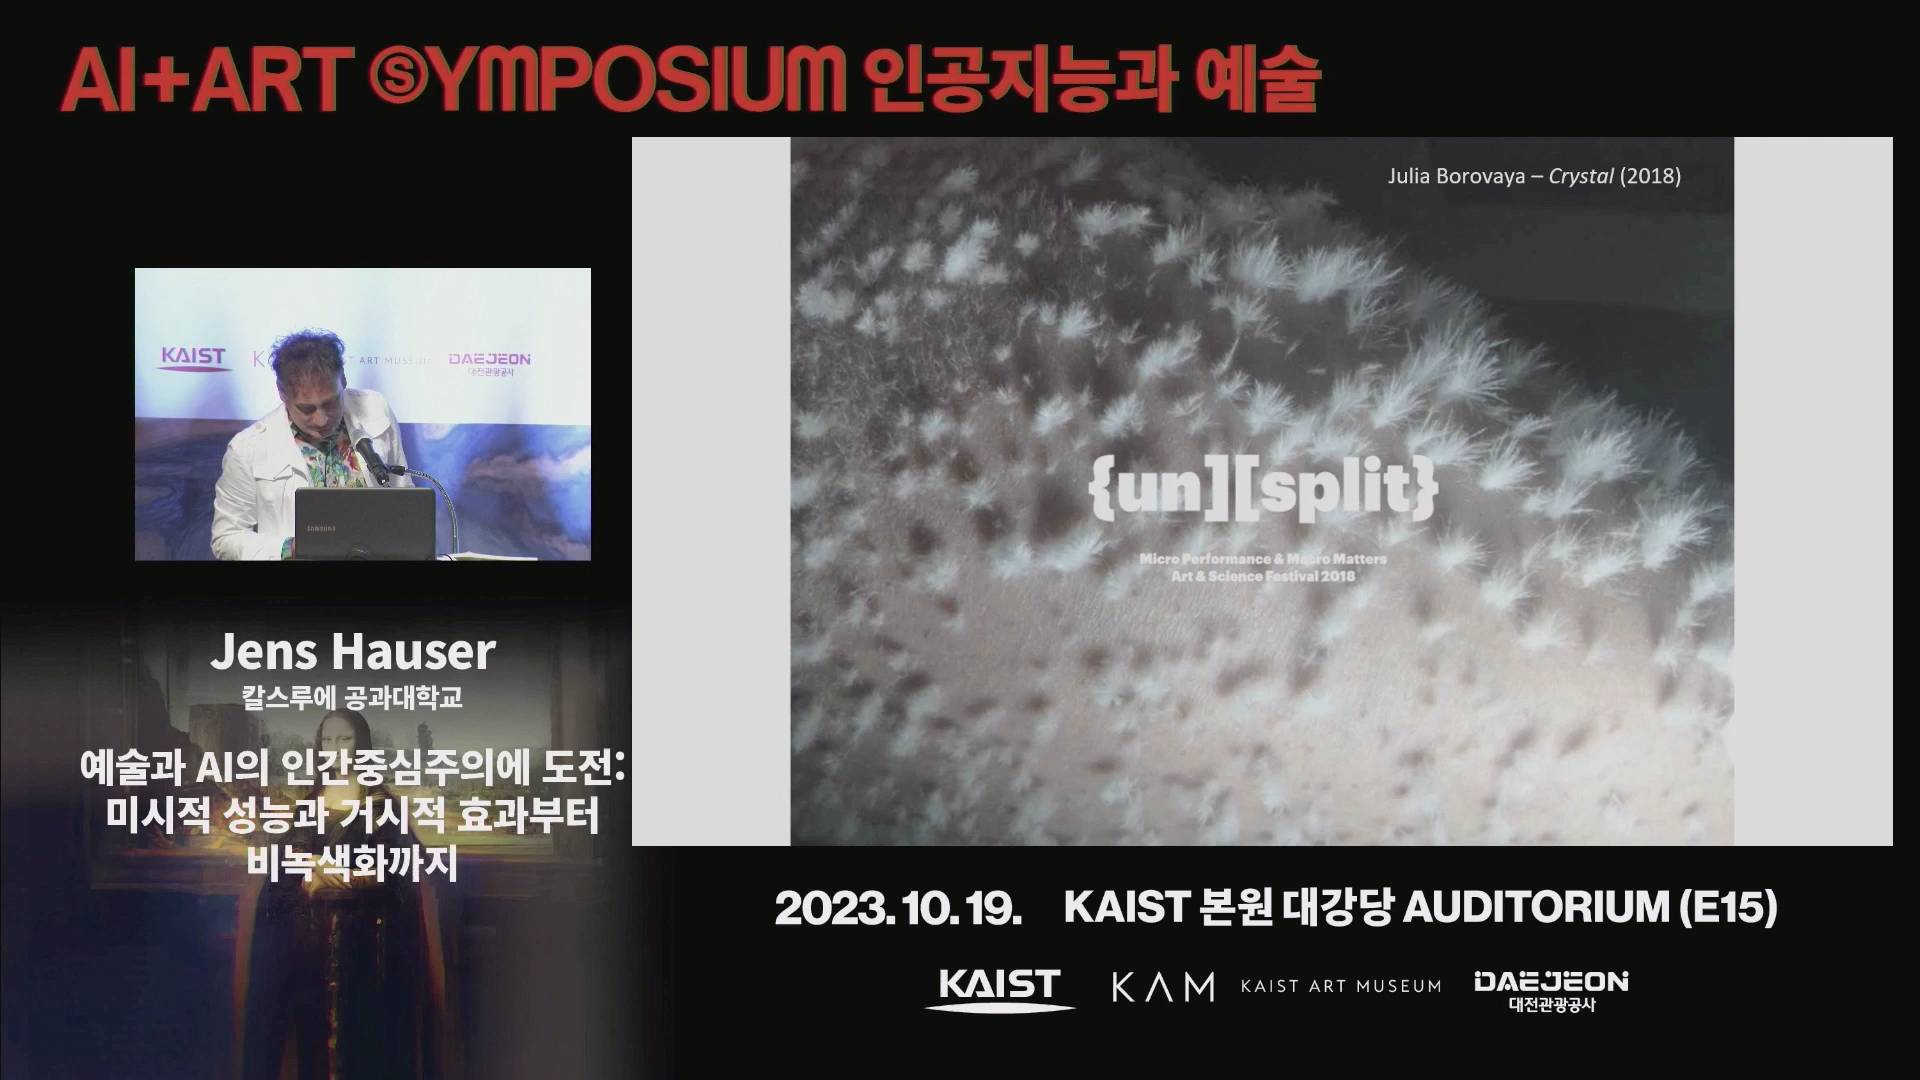 AI+ART SYMPOSIUM 인공지능과 예술
Julia Borovaya – Crystal (2018)
{un][split}
Micro Performance & Macro Matters
Art & Science Festival 2018
KAIST
ART MUSEUM
DAEJEON
대전관광공사
SAMSUNG
Jens Hauser
칼스루에 공과대학교
예술과 AI의 인간중심주의에 도전:
미시적 성능과 거시적 효과부터
비녹색화까지
2023. 10. 19. KAIST 본원 대강당 AUDITORIUM (E15)
KAIST KAM KAIST ART MUSEUM DAEJEON
대전관광공사